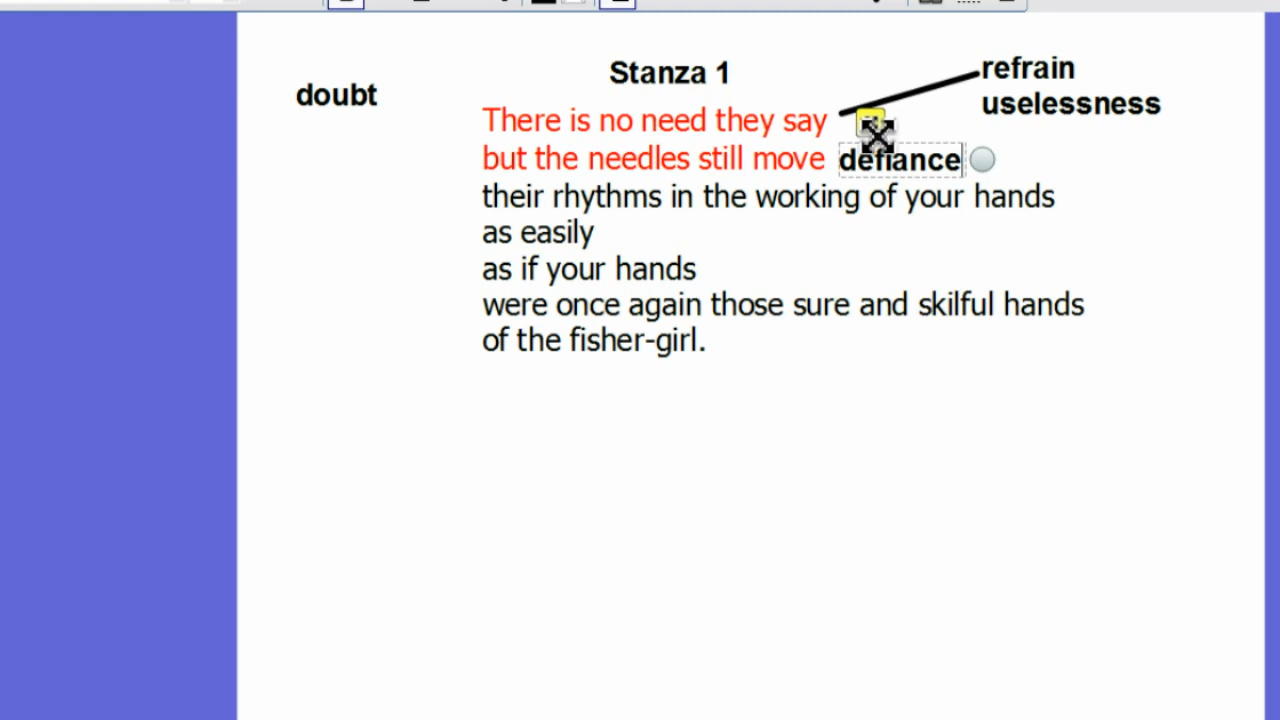 Stanza 1
refrain
uselessness
doubt
There is no need they say
but the needles still move defiance
their rhythms in the working of your hands
as easily
as if your hands
were once again those sure and skilful hands
of the fisher-girl.